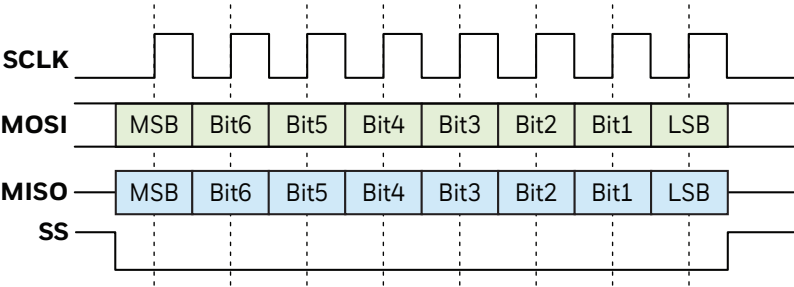 SCLK
MOSI MSB Bit6 Bit5 Bit4 Bit3 Bit2 Bit1 LSB
MISO MSB Bit6 Bit5 Bit4 Bit3 Bit2 Bit1 LSB
SS